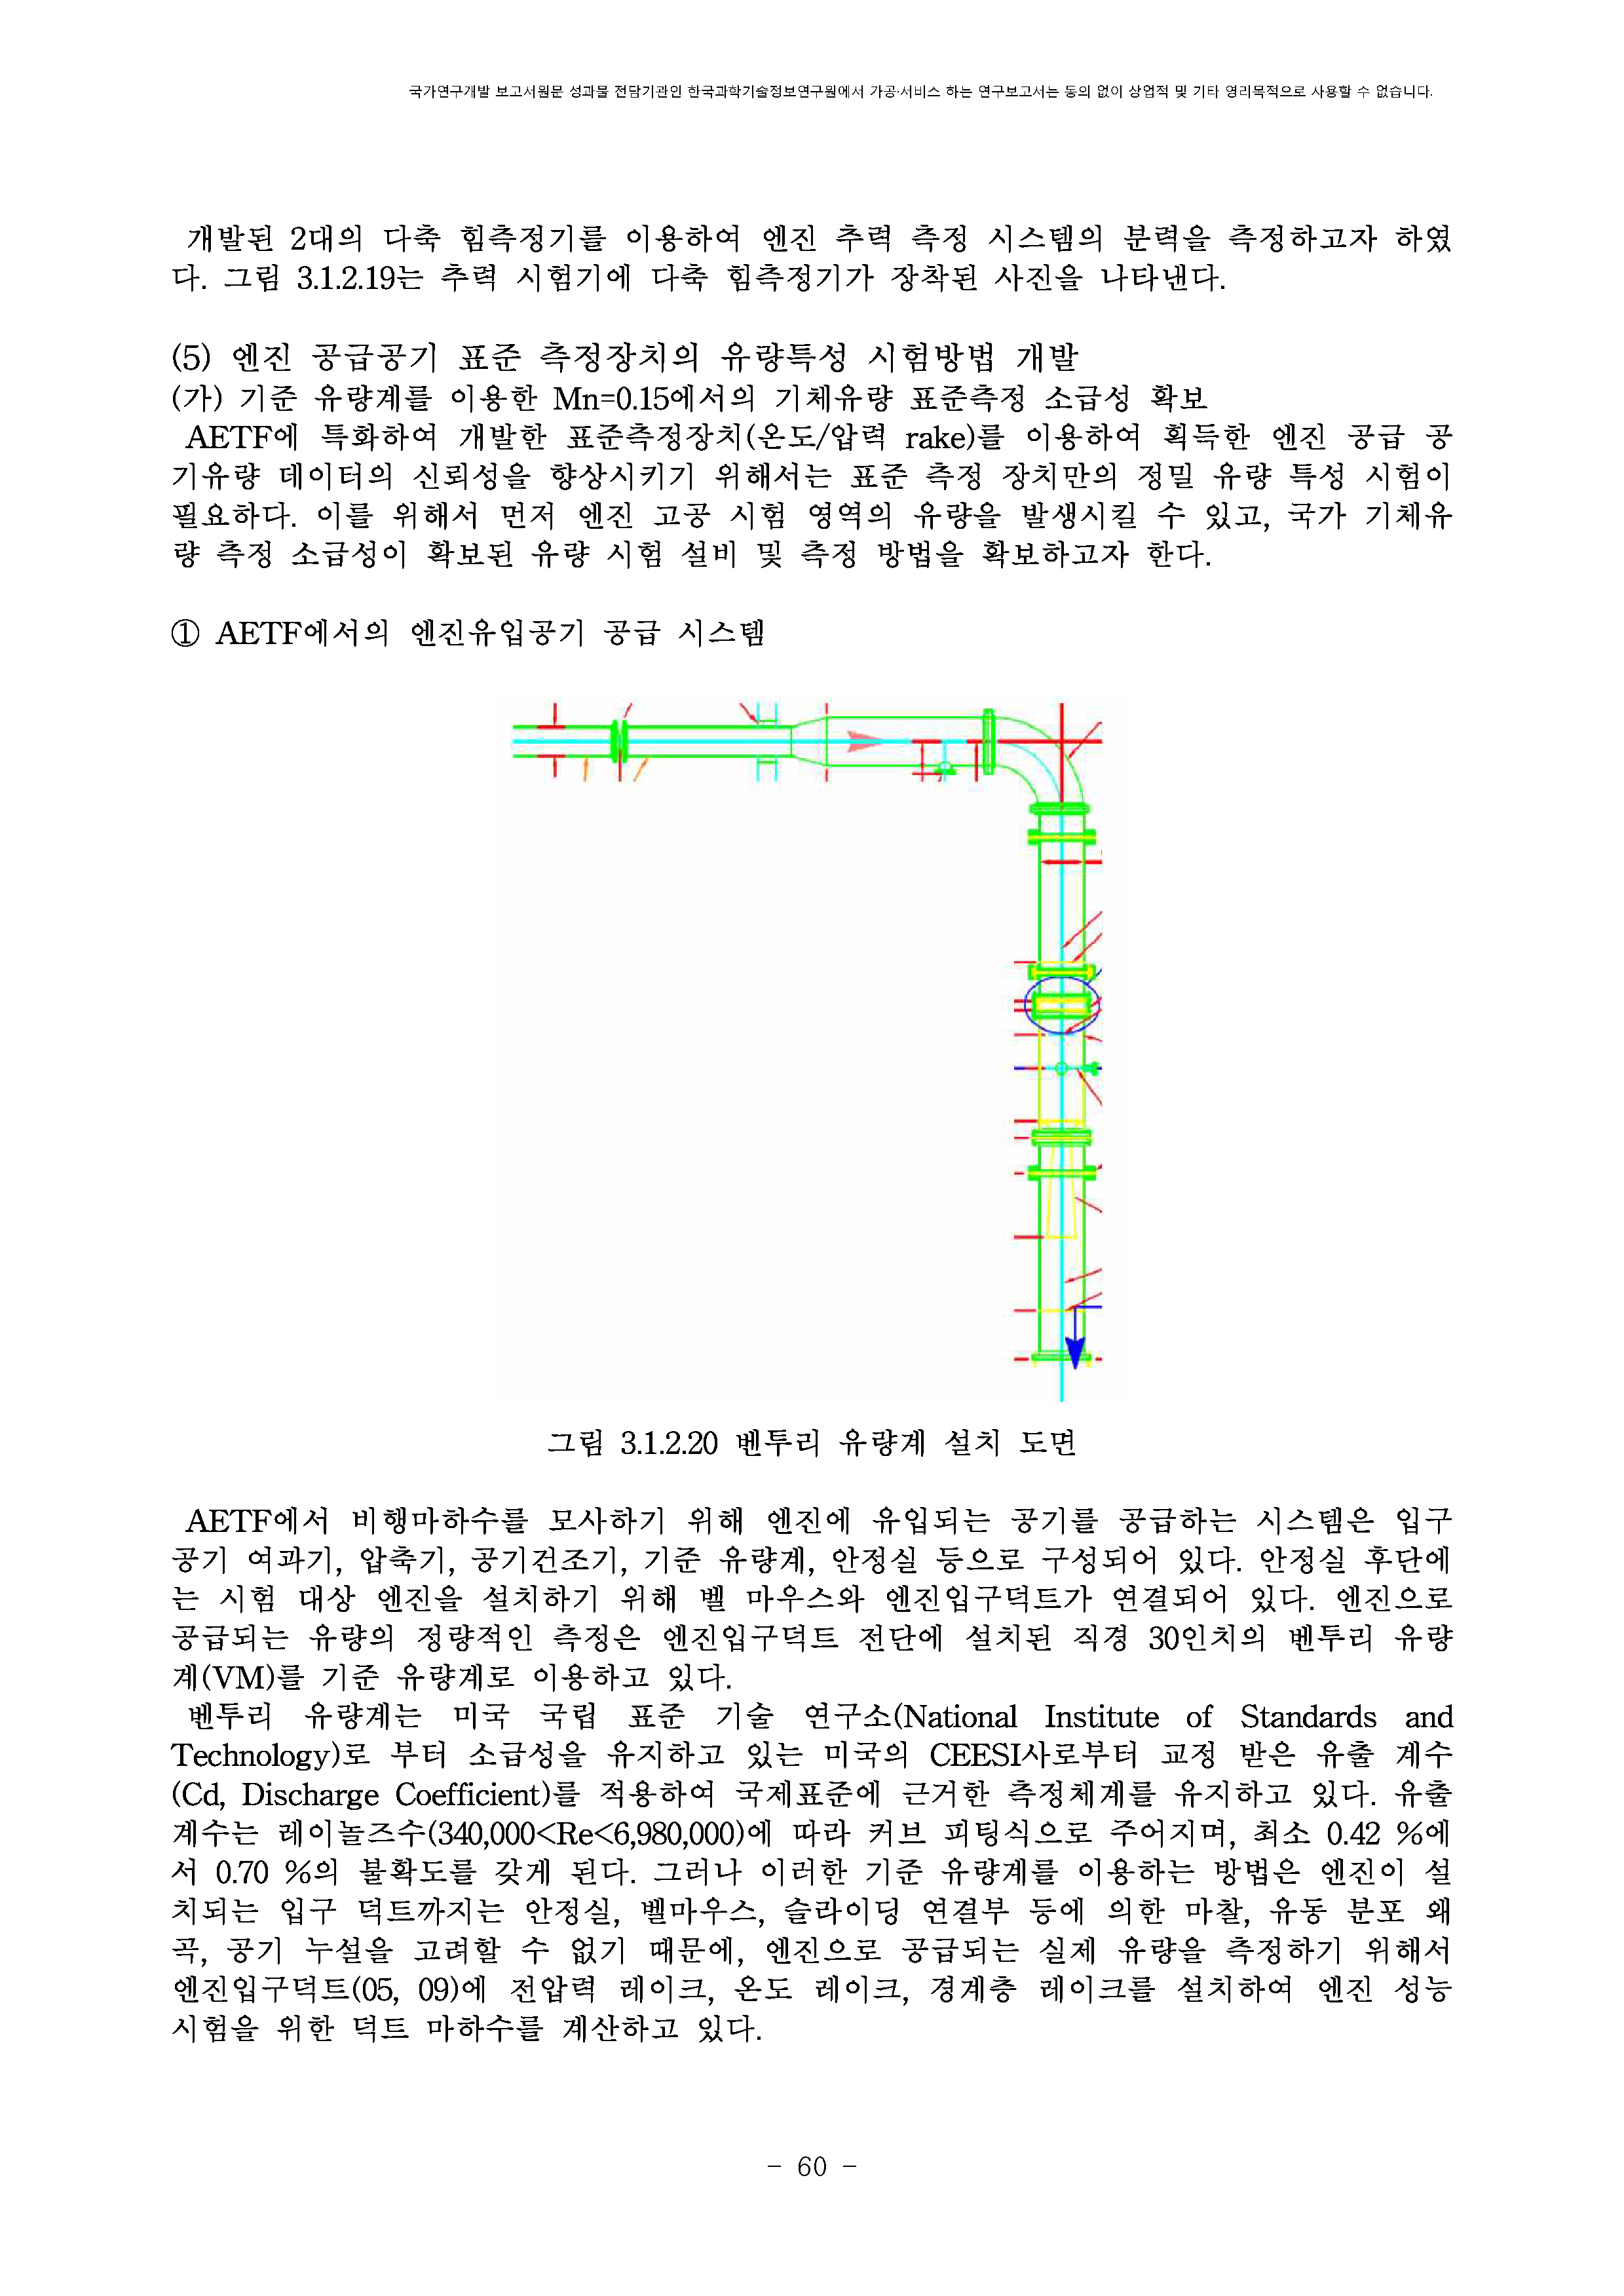 국가연구개발 보고서원문 성과물 전담기관인 한국과학기술정보연구원에서 가공·서비스 하는 연구보고서는 동의 없이 상업적 및 기타 영리목적으로 사용할 수 없습니다.
개발된 2대의 다축 힘측정기를 이용하여 엔진 추력 측정 시스템의 분력을 측정하고자 하였
다. 그림 3.1.2.19는 추력 시험기에 다축 힘측정기가 장착된 사진을 나타낸다.
(5) 엔진 공급공기 표준 측정장치의 유량특성 시험방법 개발
(가) 기준 유량계를 이용한 Mn=0.15에서의 기체유량 표준측정 소급성 확보
AETF에 특화하여 개발한 표준측정장치(온도/압력 rake)를 이용하여 획득한 엔진 공급 공
기유량 데이터의 신뢰성을 향상시키기 위해서는 표준 측정 장치만의 정밀 유량 특성 시험이
필요하다. 이를 위해서 먼저 엔진 고공 시험 영역의 유량을 발생시킬 수 있고, 국가 기체유
량 측정 소급성이 확보된 유량 시험 설비 및 측정 방법을 확보하고자 한다.
① AETF에서의 엔진유입공기 공급 시스템
그림 3.1.2.20 벤투리 유량계 설치 도면
AETF에서 비행마하수를 모사하기 위해 엔진에 유입되는 공기를 공급하는 시스템은 입구
공기 여과기, 압축기, 공기건조기, 기준 유량계, 안정실 등으로 구성되어 있다. 안정실 후단에
는 시험 대상 엔진을 설치하기 위해 벨 마우스와 엔진입구덕트가 연결되어 있다. 엔진으로
공급되는 유량의 정량적인 측정은 엔진입구덕트 전단에 설치된 직경 30인치의 벤투리 유량
계(VM)를 기준 유량계로 이용하고 있다.
벤투리 유량계는 미국 국립 표준 기술 연구소(National Institute of Standards and
Technology)로 부터 소급성을 유지하고 있는 미국의 CEESI사로부터 교정 받은 유출 계수
(Cd, Discharge Coefficient)를 적용하여 국제표준에 근거한 측정체계를 유지하고 있다. 유출
계수는 레이놀즈수(340,000<Re<6,980,000)에 따라 커브 피팅식으로 주어지며, 최소 0.42 %에
서 0.70 %의 불확도를 갖게 된다. 그러나 이러한 기준 유량계를 이용하는 방법은 엔진이 설
치되는 입구 덕트까지는 안정실, 벨마우스, 슬라이딩 연결부 등에 의한 마찰, 유동 분포 왜
곡, 공기 누설을 고려할 수 없기 때문에, 엔진으로 공급되는 실제 유량을 측정하기 위해서
엔진입구덕트(05, 09)에 전압력 레이크, 온도 레이크, 경계층 레이크를 설치하여 엔진 성능
시험을 위한 덕트 마하수를 계산하고 있다.
- 60 -